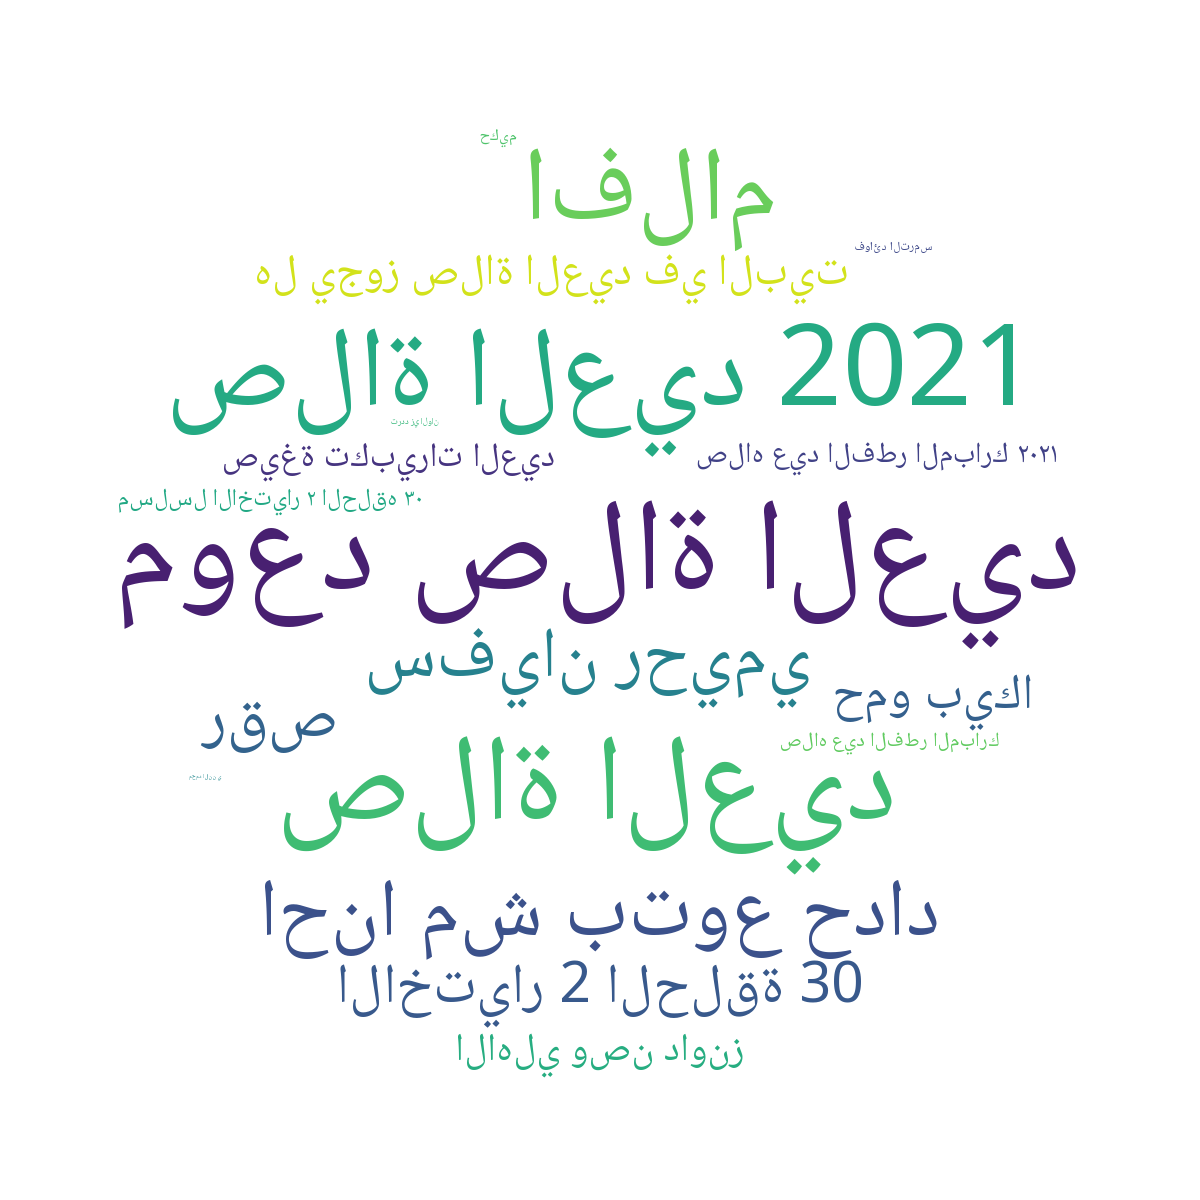 حكيم
افلام
فوائد الترمس
هل يجوز صلاة العيد في البيت
صلاة العيد 2021
تردد زي الوان
صيغة تكبيرات العيد
صلاه عيد الفطر المبارك ٢٠٢١
مسلسل الاختيار ٢ الحلقه ٣٠
موعد صلاة العيد
سفيان رحيمي
حمو بيكا
رقص
صلاه عيد الفطر المبارك
صلاة العيد
احنا مش بتوع حداد
الاختيار 2 الحلقة 30
الاهلي وصن داونز